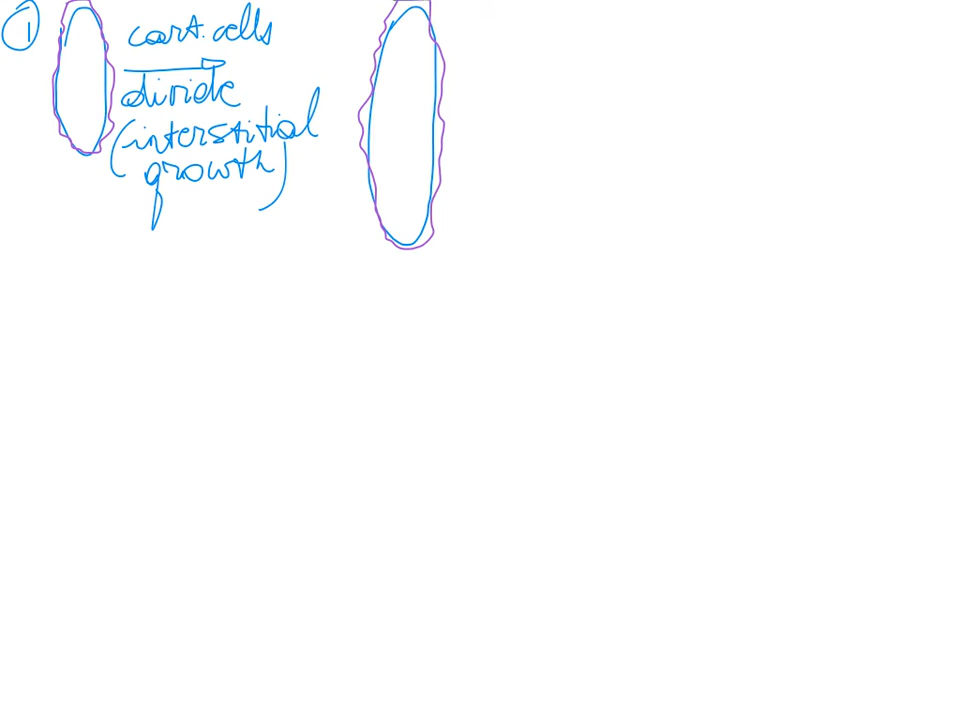 ①
cart. cells
divide
(interstitial
growth)